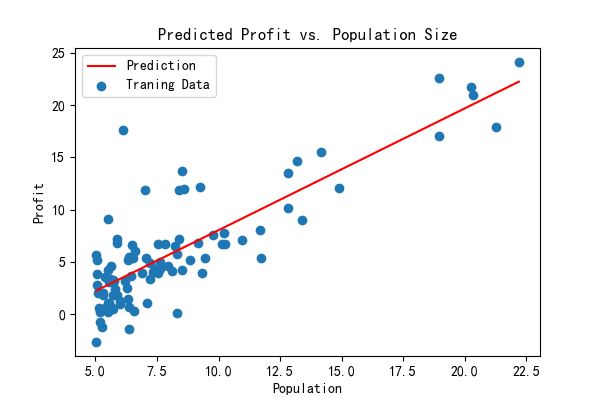 Predicted Profit vs. Population Size
Prediction
Traning Data
Profit
25
20
15
10
5
0
5.0 7.5 10.0 12.5 15.0 17.5 20.0 22.5
Population